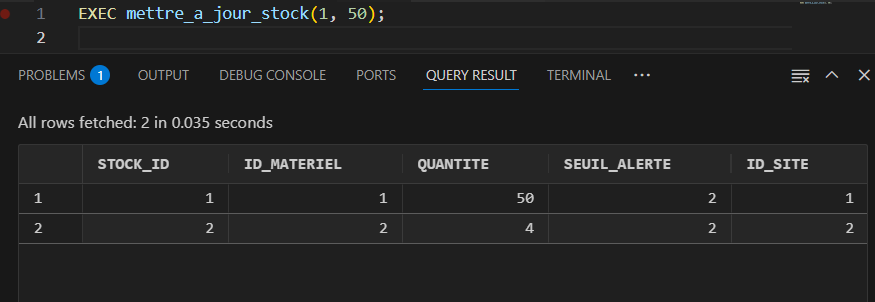 1 EXEC mettre_a_jour_stock(1, 50);
2
PROBLEMS 1 OUTPUT DEBUG CONSOLE PORTS QUERY RESULT TERMINAL ···
All rows fetched: 2 in 0.035 seconds
STOCK_ID ID_MATERIEL QUANTITE SEUIL_ALERTE ID_SITE
1 1 1 50 2 1
2 2 2 4 2 2